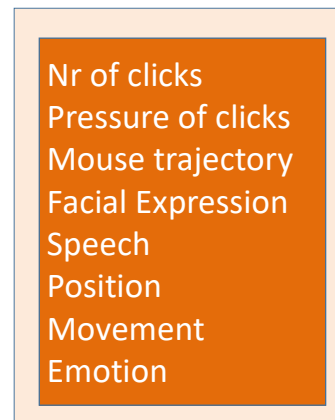 Nr of clicks
Pressure of clicks
Mouse trajectory
Facial Expression
Speech
Position
Movement
Emotion